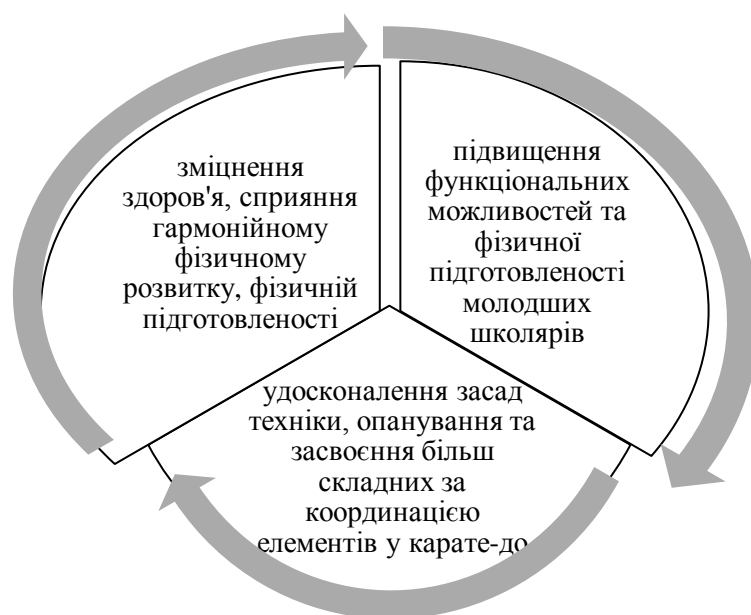 зміцнення
здоров'я, сприяння
гармонійному
фізичному
розвитку, фізичній
підготовленості
підвищення
функціональних
можливостей та
фізичної
підготовленості
молодших
школярів
удосконалення засад
техніки, опанування та
засвоєння більш
складних за
координацією
елементів у карате-до